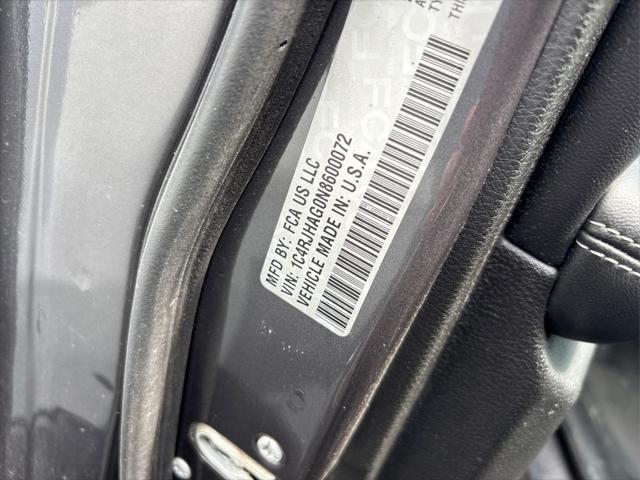 MFD BY: FCA US LLC
VIN: 1C4RJHAG0N8600072
VEHICLE MADE IN: U.S.A.